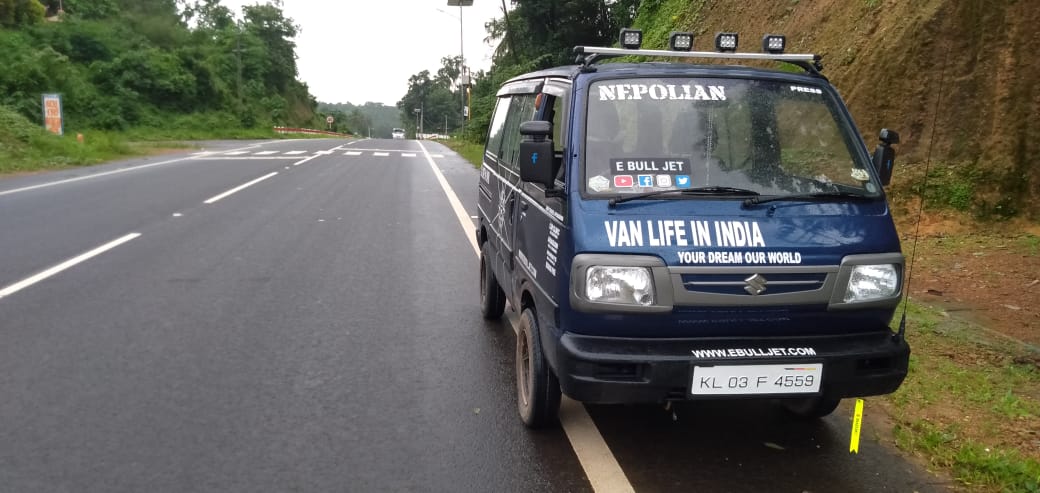 NEPOLIAN
PRESS
E BULL JET
VAN LIFE IN INDIA
YOUR DREAM OUR WORLD
WWW.EBULLJET.COM
KL 03 F 4559